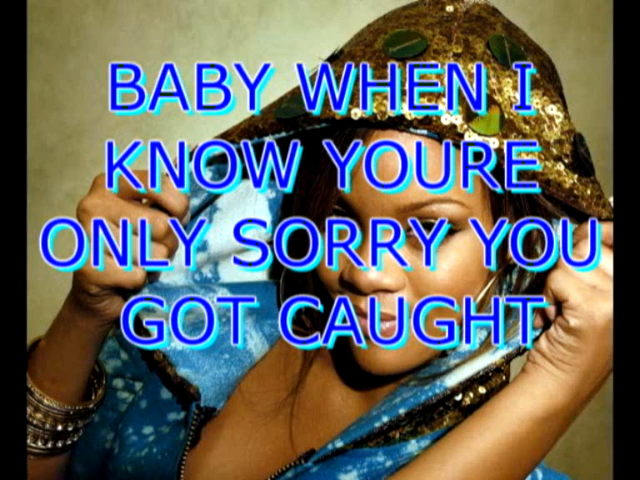 BABY WHEN I
KNOW YOURE
ONLY SORRY YOU
GOT CAUGHT